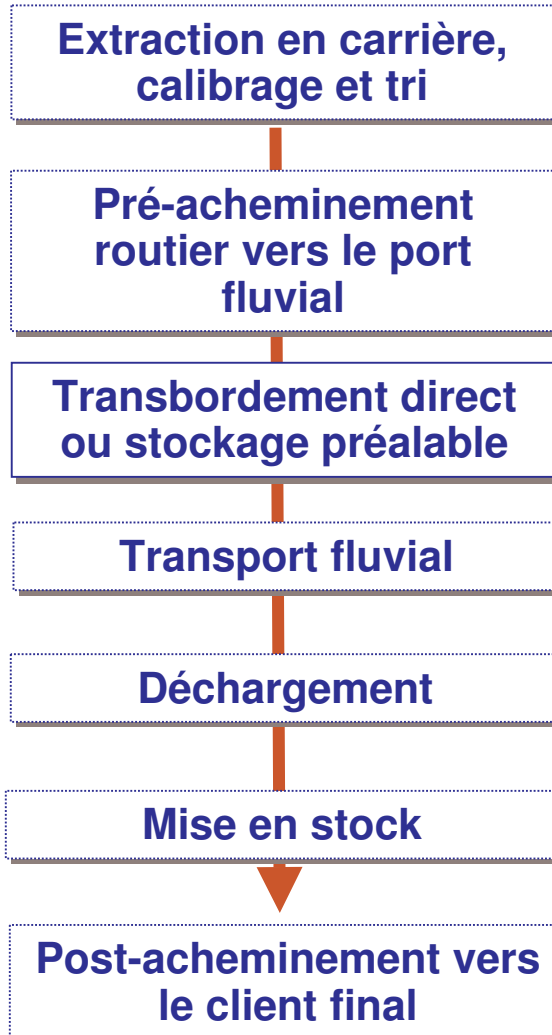 Extraction en carrière,
calibrage et tri
Pré-acheminement
routier vers le port
fluvial
Transbordement direct
ou stockage préalable
Transport fluvial
Déchargement
Mise en stock
Post-acheminement vers
le client final